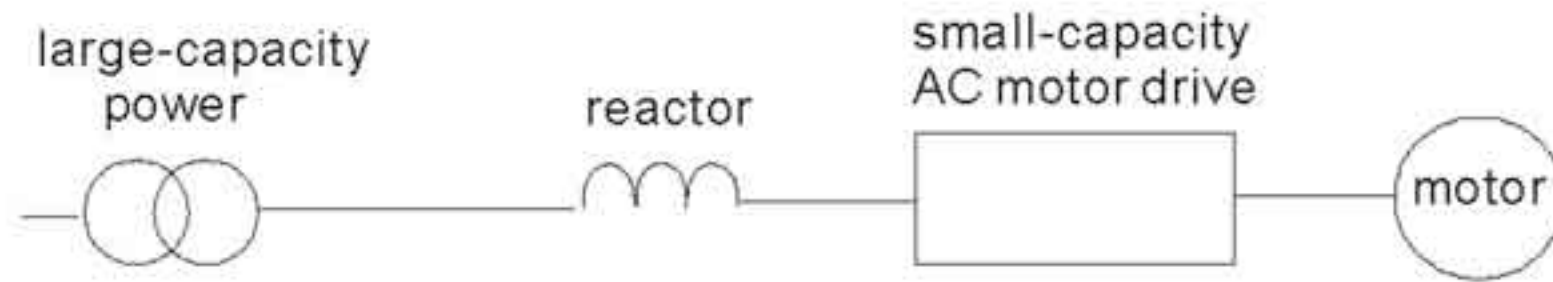 large-capacity
power
reactor
small-capacity
AC motor drive
motor